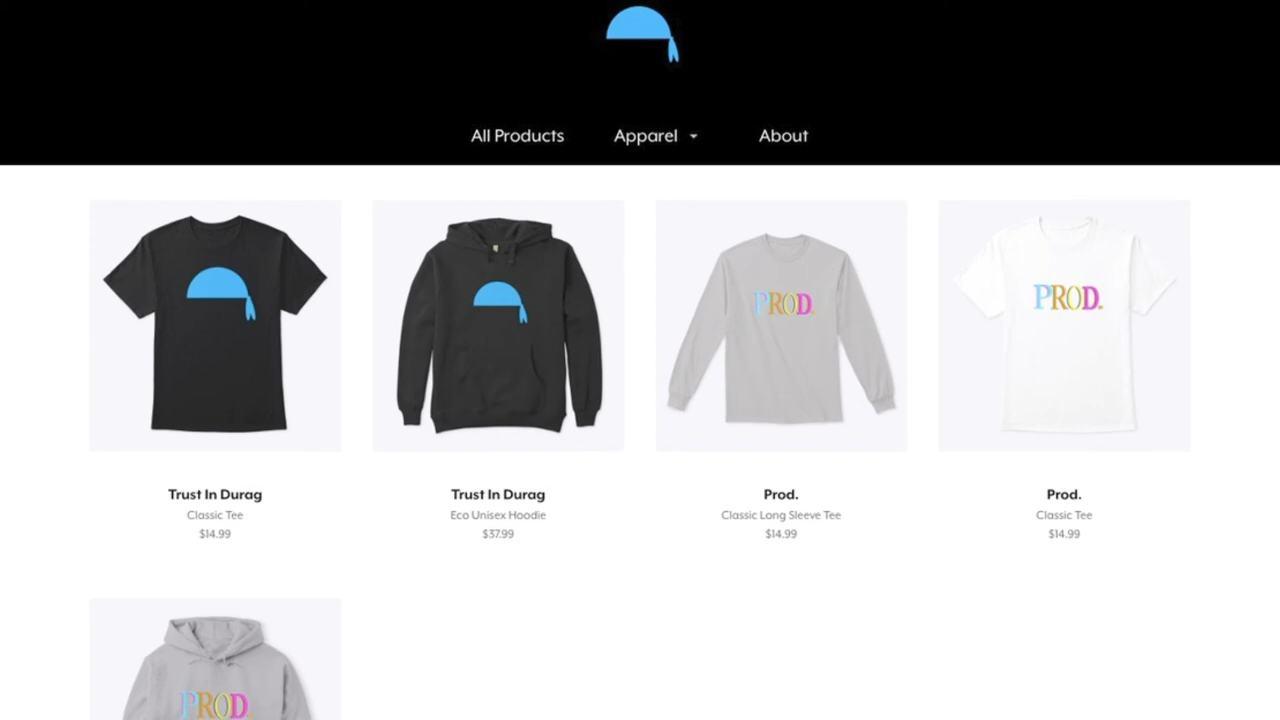 All Products Apparel About
PROD.
PROD.
Trust In Durag
Classic Tee
$14.99
Trust In Durag
Eco Unisex Hoodie
$37.99
Prod.
Classic Long Sleeve Tee
$14.99
Prod.
Classic Tee
$14.99
PROD.